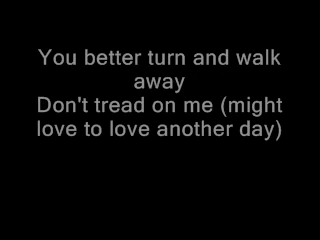 You better turn and walk
away
Don't tread on me (might
love to love another day)